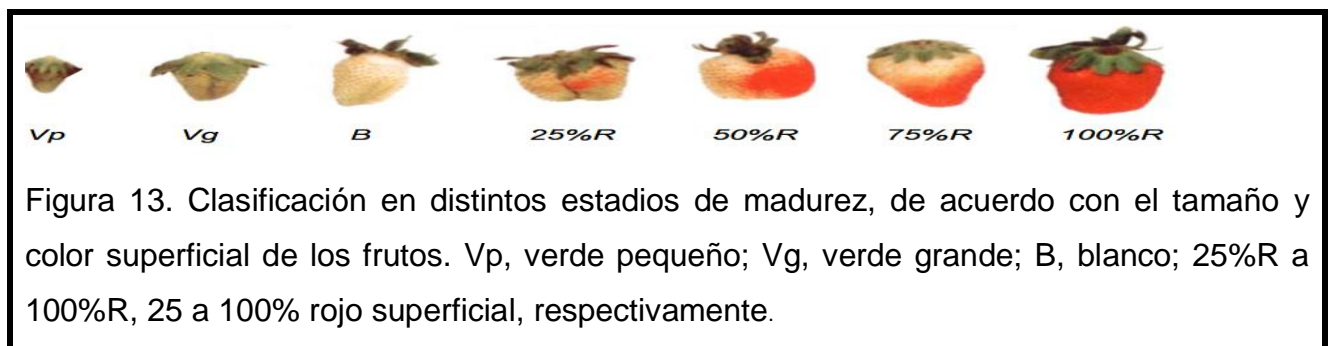 Vp Vg B 25%R 50%R 75%R 100%R
Figura 13. Clasificación en distintos estadios de madurez, de acuerdo con el tamaño y
color superficial de los frutos. Vp, verde pequeño; Vg, verde grande; B, blanco; 25%R a
100%R, 25 a 100% rojo superficial, respectivamente.